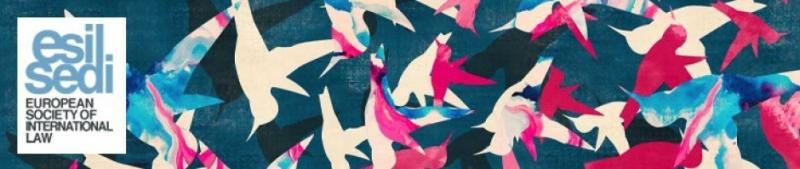 esil
sedi
EUROPEAN
SOCIETY OF
INTERNATIONAL
LAW